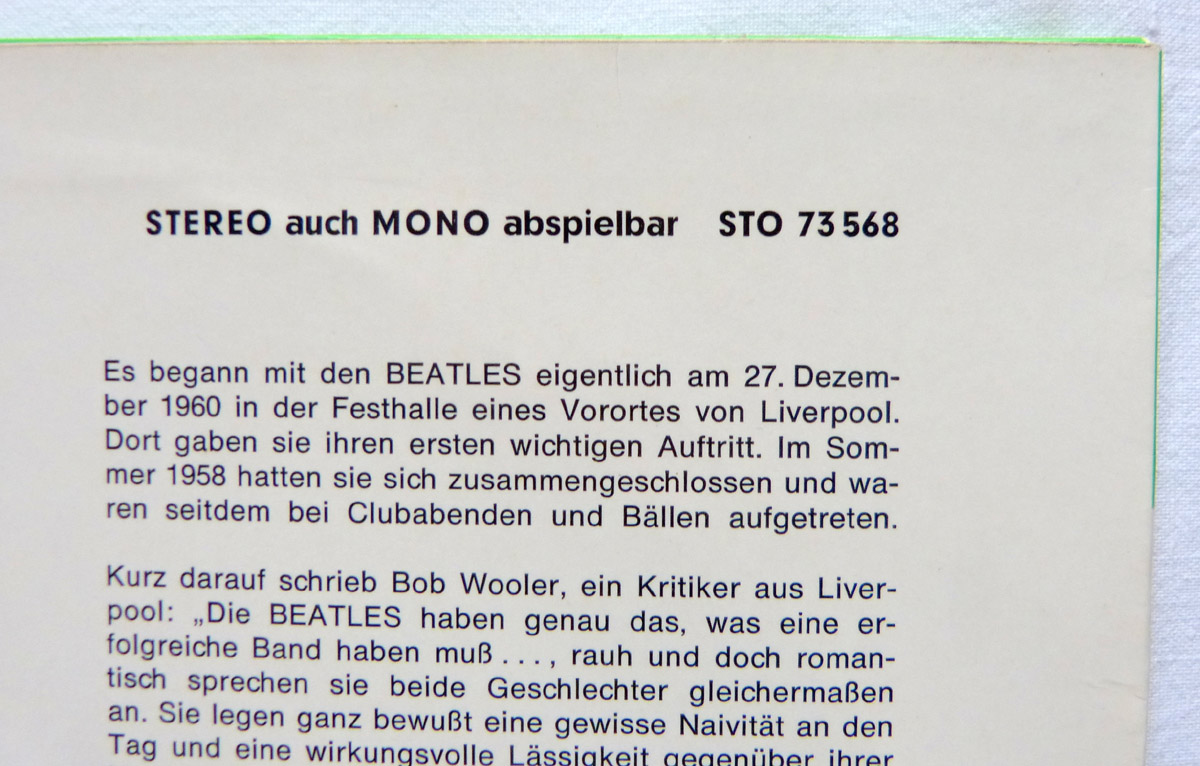 STEREO auch MONO abspielbar STO 73 568
Es begann mit den BEATLES eigentlich am 27. Dezem-
ber 1960 in der Festhalle eines Vorortes von Liverpool.
Dort gaben sie ihren ersten wichtigen Auftritt. Im Som-
mer 1958 hatten sie sich zusammengeschlossen und wa-
ren seitdem bei Clubabenden und Bällen aufgetreten.
Kurz darauf schrieb Bob Wooler, ein Kritiker aus Liver-
pool: „Die BEATLES haben genau das, was eine er-
folgreiche Band haben muß . . . , rauh und doch roman-
tisch sprechen sie beide Geschlechter gleichermaßen
an. Sie legen ganz bewußt eine gewisse Naivität an den
Tag und eine wirkungsvolle Lässigkeit gegenüber ihrer